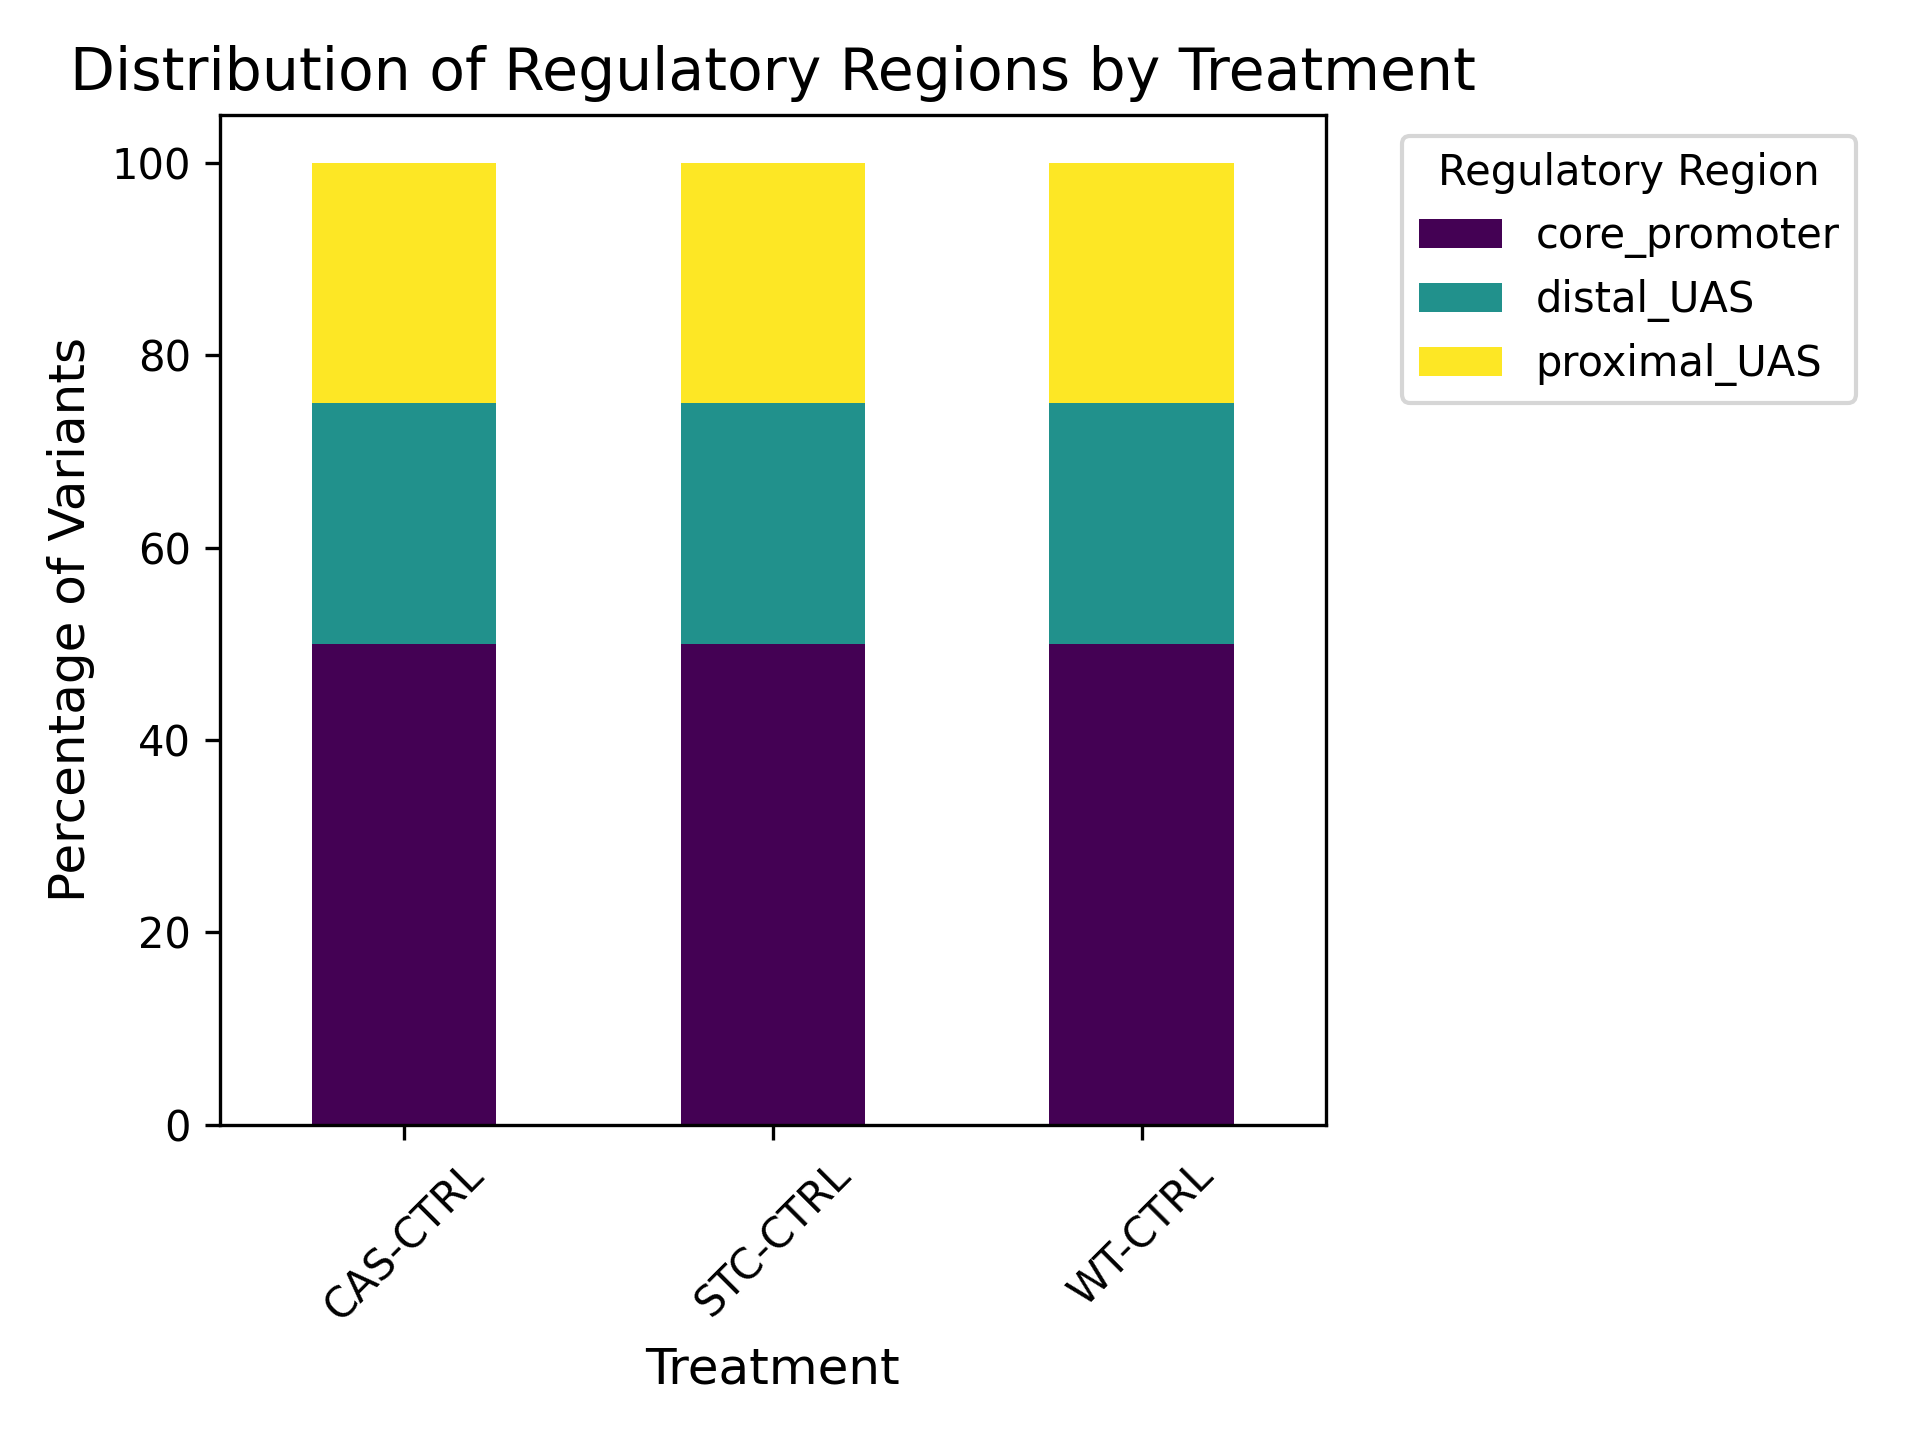 Distribution of Regulatory Regions by Treatment
Percentage of Variants
100
80
60
40
20
0
CAS-CTRL
STC-CTRL
WT-CTRL
Treatment
Regulatory Region
core_promoter
distal_UAS
proximal_UAS